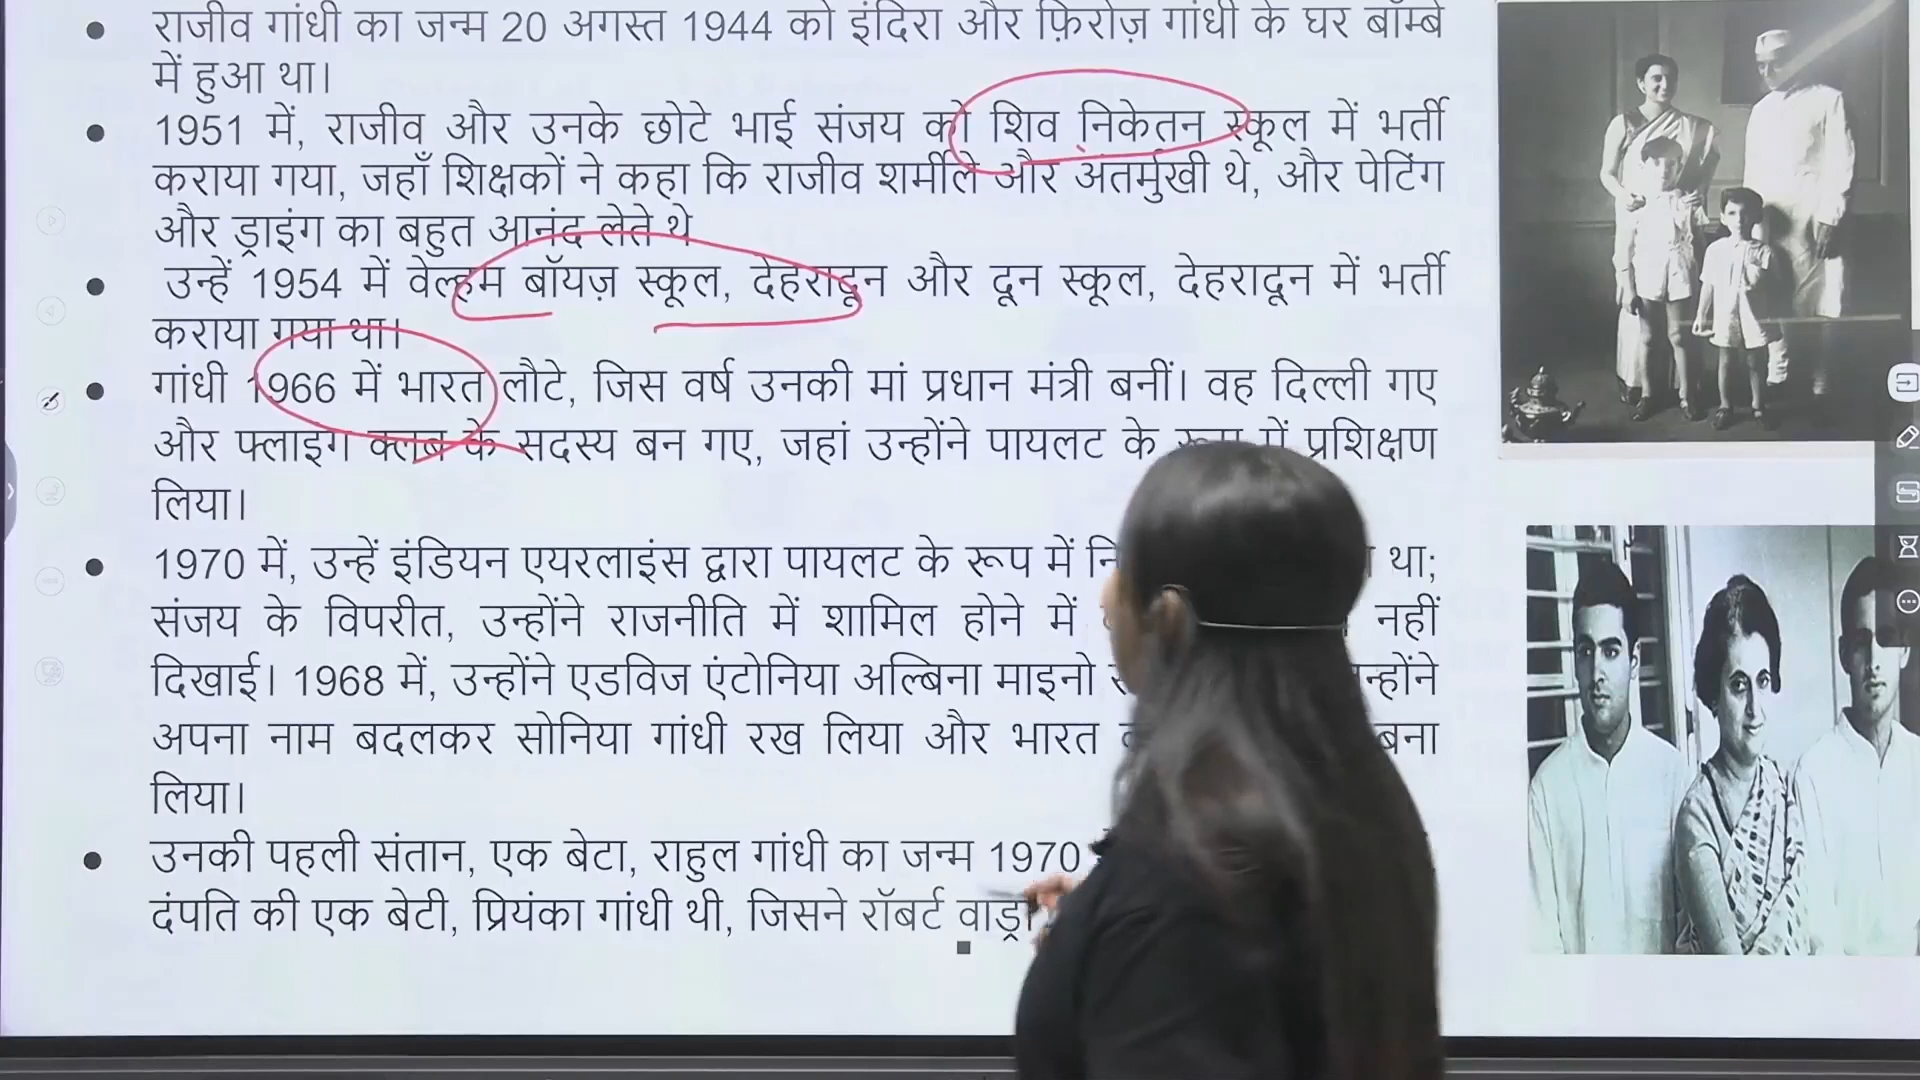 राजीव गांधी का जन्म 20 अगस्त 1944 को इंदिरा और फ़िरोज़ गांधी के घर बॉम्बे
में हुआ था।
1951 में, राजीव और उनके छोटे भाई संजय को शिव निकेतन स्कूल में भर्ती
कराया गया, जहाँ शिक्षकों ने कहा कि राजीव शर्मीले और अंतर्मुखी थे, और पेटिंग
और ड्राइंग का बहुत आनंद लेते थे
उन्हें 1954 में वेल्हम बॉयज़ स्कूल, देहरादून और दून स्कूल, देहरादून में भर्ती
कराया गया था।
गांधी 1966 में भारत लौटे, जिस वर्ष उनकी मां प्रधान मंत्री बनीं। वह दिल्ली गए
और फ्लाइंग क्लब के सदस्य बन गए, जहां उन्होंने पायलट के रूप में प्रशिक्षण
लिया।
1970 में, उन्हें इंडियन एयरलाइंस द्वारा पायलट के रूप में था;
संजय के विपरीत, उन्होंने राजनीति में शामिल होने में नहीं
दिखाई। 1968 में, उन्होंने एडविज एंटोनिया अल्बिना माइनो
अपना नाम बदलकर सोनिया गांधी रख लिया और भारत बना
लिया।
उनकी पहली संतान, एक बेटा, राहुल गांधी का जन्म 1970
दंपति की एक बेटी, प्रियंका गांधी थी, जिसने रॉबर्ट वाड्रा